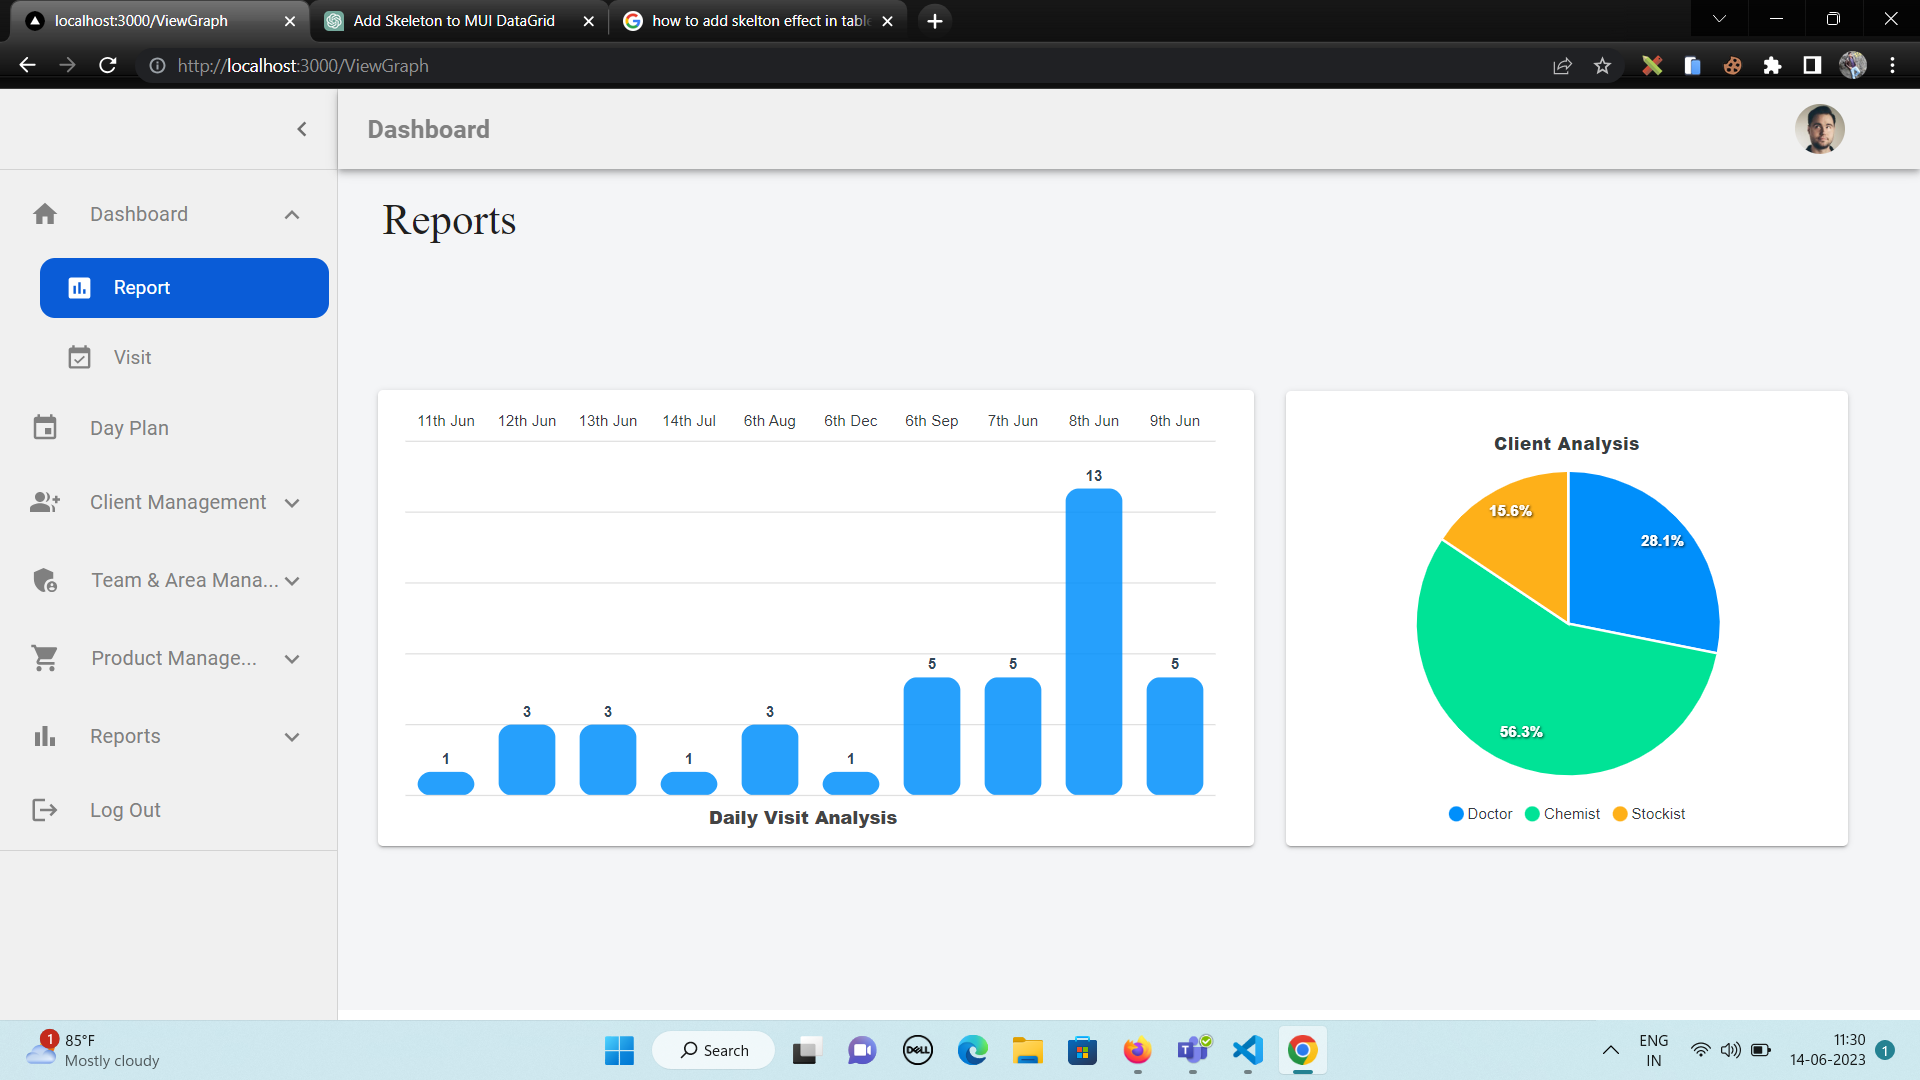 localhost:3000/ViewGraph
Add Skeleton to MUI DataGrid
how to add skelton effect in tabl
http://localhost:3000/ViewGraph
Dashboard
Dashboard
Report
Visit
Day Plan
Client Management
Team & Area Mana...
Product Manage...
Reports
Log Out
Reports
11th Jun 12th Jun 13th Jun 14th Jul 6th Aug 6th Dec 6th Sep 7th Jun 8th Jun 9th Jun
1 3 3 1 3 1 5 5 13 5
Daily Visit Analysis
Client Analysis
15.6%
28.1%
56.3%
Doctor Chemist Stockist
1
85°F
Mostly cloudy
Search
DELL
ENG
IN
11:30
14-06-2023
1